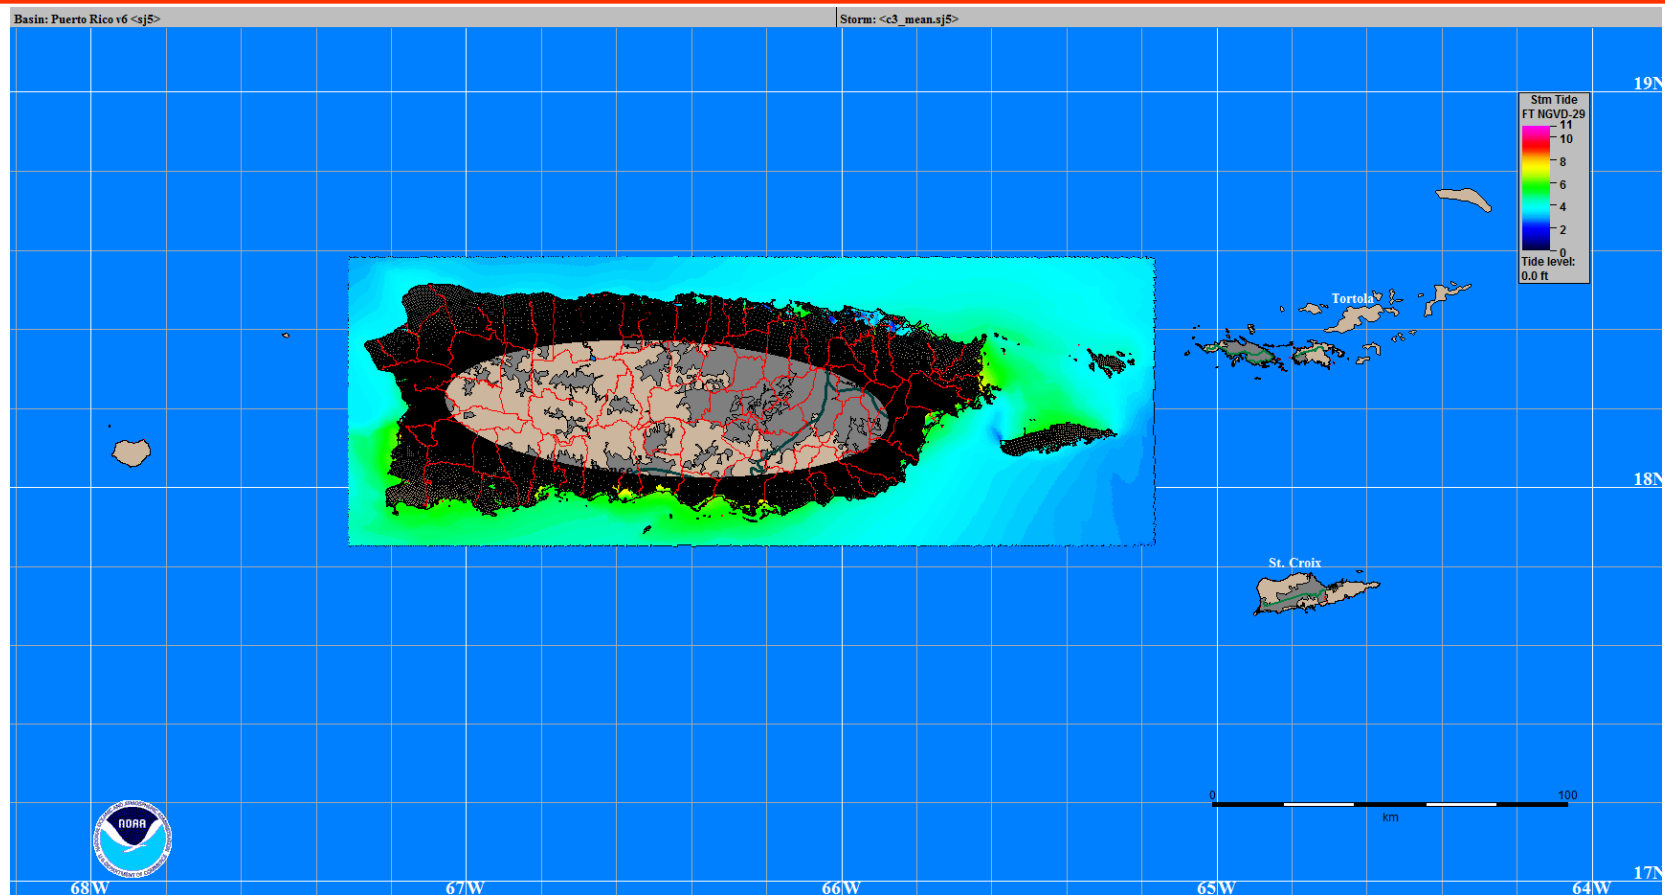 Basin: Puerto Rico v6 <sj5>
Storm: <c3_mean.sj5>
19N
Stm Tide
FT NGVD-29
11
10
8
6
4
2
0
Tide level:
0.0 ft
Tortola
18N
St. Croix
0 100
km
NOAA
17N
68W 67W 66W 65W 64W